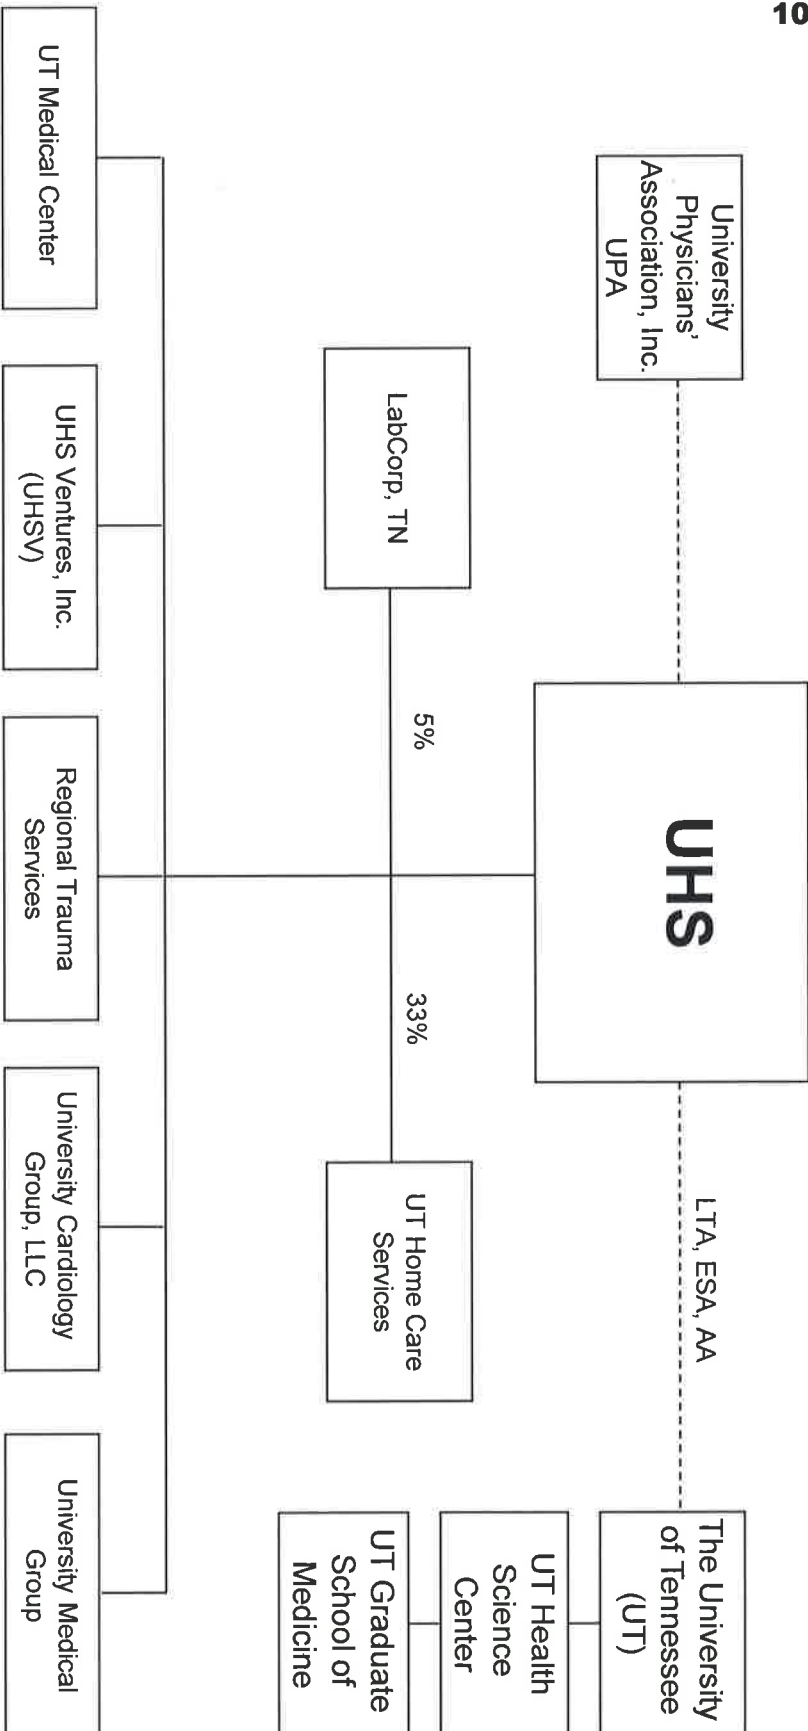 10
University
Physicians'
Association, Inc.
UPA
UHS
LTA, ESA, AA
The University
of Tennessee
(UT)
UT Health
Science
Center
UT Graduate
School of
Medicine
LabCorp, TN
5%
33%
UT Home Care
Services
UT Medical Center
UHS Ventures, Inc.
(UHSV)
Regional Trauma
Services
University Cardiology
Group, LLC
University Medical
Group